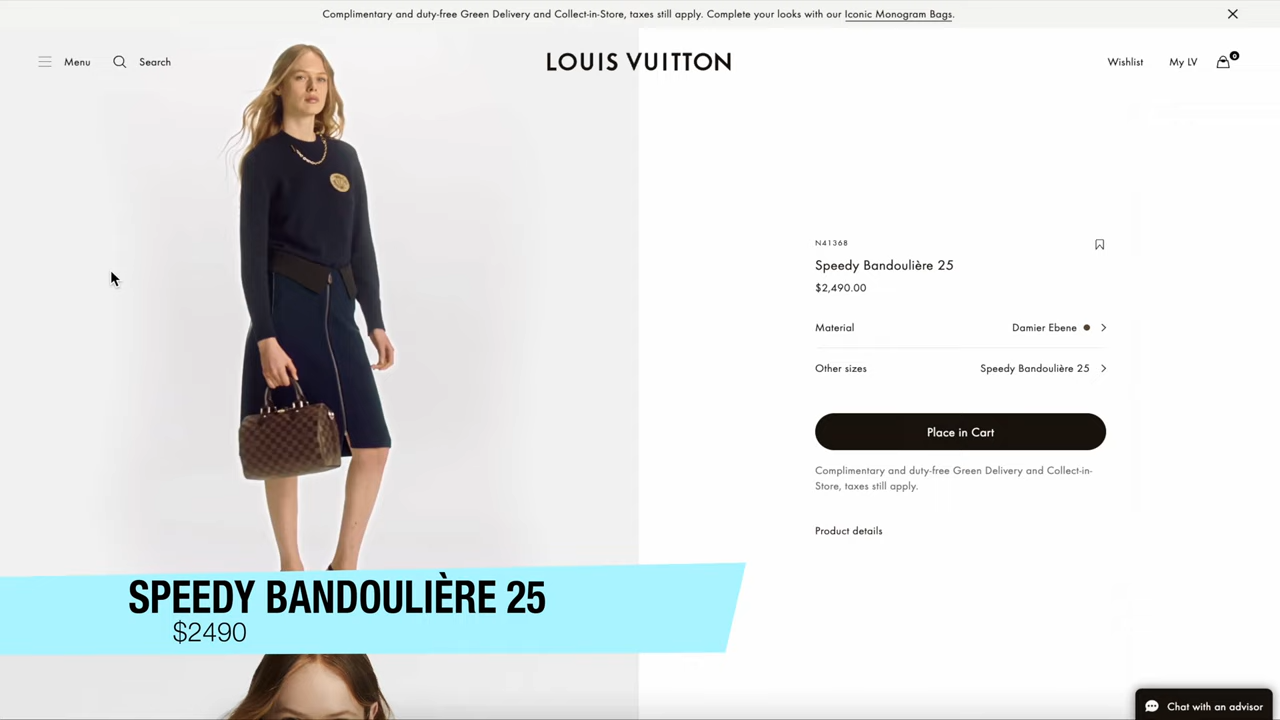 Complimentary and duty-free Green Delivery and Collect-in-Store, taxes still apply. Complete your looks with our Iconic Monogram Bags.
Menu
Search
LOUIS VUITTON
Wishlist
My LV
0
N41368
Speedy Bandoulière 25
$2,490.00
Material
Damier Ebene
Other sizes
Speedy Bandoulière 25
Place in Cart
Complimentary and duty-free Green Delivery and Collect-in-
Store, taxes still apply.
Product details
SPEEDY BANDOULIÈRE 25
$2490
Chat with an advisor